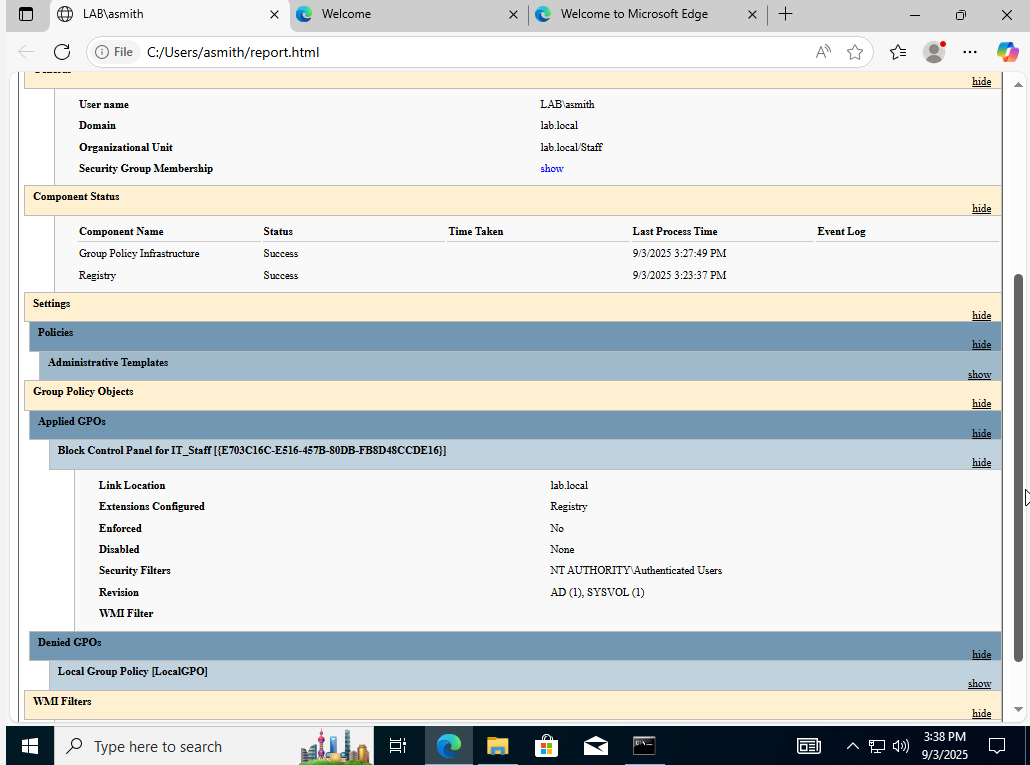 LAB\asmith
Welcome
Welcome to Microsoft Edge
File
C:/Users/asmith/report.html
General
hide
User name LAB\asmith
Domain lab.local
Organizational Unit lab.local/Staff
Security Group Membership show
Component Status
hide
Component Name Status Time Taken Last Process Time Event Log
Group Policy Infrastructure Success 9/3/2025 3:27:49 PM
Registry Success 9/3/2025 3:23:37 PM
Settings
hide
Policies
hide
Administrative Templates
show
Group Policy Objects
hide
Applied GPOs
hide
Block Control Panel for IT_Staff [{E703C16C-E516-457B-80DB-FB8D48CCDE16}]
hide
Link Location lab.local
Extensions Configured Registry
Enforced No
Disabled None
Security Filters NT AUTHORITY\Authenticated Users
Revision AD (1), SYSVOL (1)
WMI Filter
Denied GPOs
hide
Local Group Policy [LocalGPO]
show
WMI Filters
hide
Type here to search
3:38 PM
9/3/2025